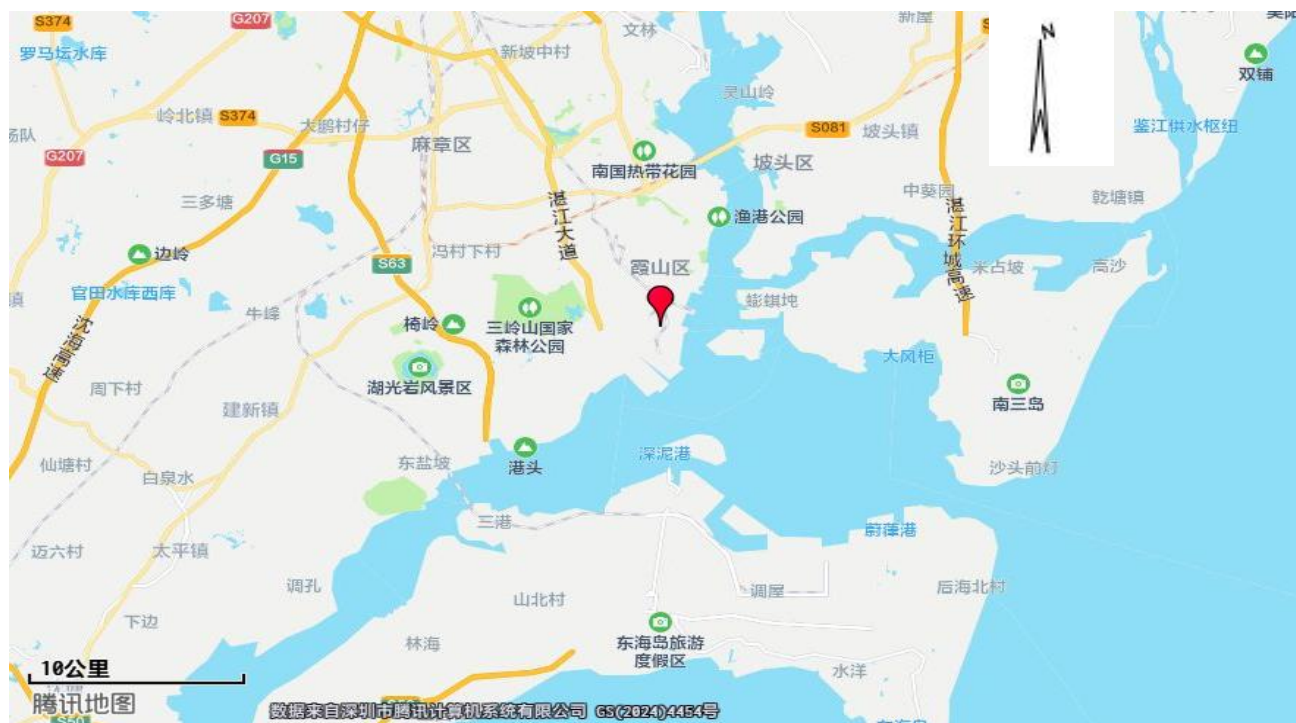 S374
G207
文林
新屋
N
罗马坛水库
新坡中村
双铺
灵山岭
岭北镇
S374
大鹏村仔
S081
坡头镇
鉴江供水枢纽
麻章区
G207
G15
南国热带花园
坡头区
中葵园
乾塘镇
三多塘
湛江大道
渔港公园
湛江环城高速
边岭
冯村下村
S63
霞山区
米占坡
高沙
官田水库西库
牛峰
蟛蜞坉
椅岭
三岭山国家
森林公园
沈海高速
大风柜
周下村
湖光岩风景区
南三岛
建新镇
仙塘村
东盐坡
港头
深泥港
沙头前灯
白泉水
三港
蔚葎港
迈六村
太平镇
调孔
山北村
调屋
后海北村
下边
林海
东海岛旅游
度假区
水洋
10公里
腾讯地图
数据来自深圳市腾讯计算机系统有限公司 GS(2024)4454号
S50